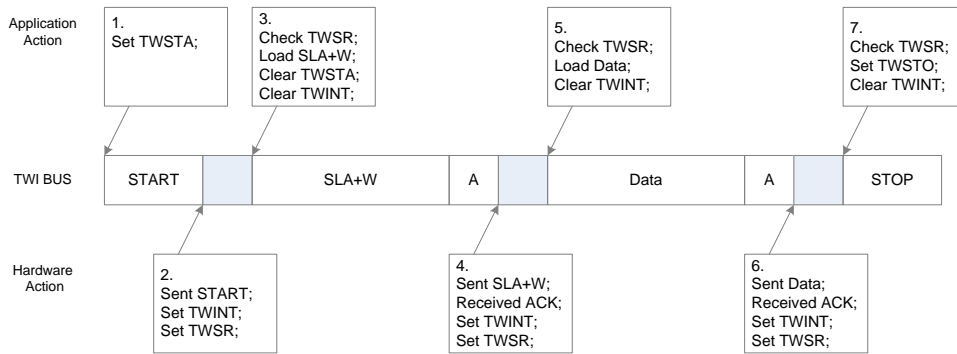 Application
Action
1.
Set TWSTA;
3.
Check TWSR;
Load SLA+W;
Clear TWSTA;
Clear TWINT;
5.
Check TWSR;
Load Data;
Clear TWINT;
7.
Check TWSR;
Set TWSTO;
Clear TWINT;
TWI BUS
START
SLA+W
A
Data
A
STOP
Hardware
Action
2.
Sent START;
Set TWINT;
Set TWSR;
4.
Sent SLA+W;
Received ACK;
Set TWINT;
Set TWSR;
6.
Sent Data;
Received ACK;
Set TWINT;
Set TWSR;